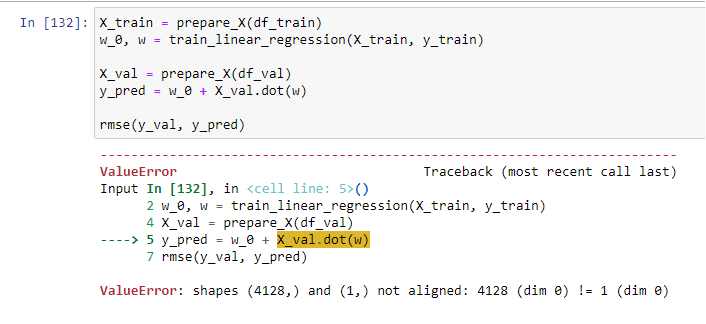 In [132]: X_train = prepare_X(df_train)
w_0, w = train_linear_regression(X_train, y_train)
X_val = prepare_X(df_val)
y_pred = w_0 + X_val.dot(w)
rmse(y_val, y_pred)
---------------------------------------------------------------------------
ValueError Traceback (most recent call last)
Input In [132], in <cell line: 5>()
2 w_0, w = train_linear_regression(X_train, y_train)
4 X_val = prepare_X(df_val)
----> 5 y_pred = w_0 + X_val.dot(w)
7 rmse(y_val, y_pred)
ValueError: shapes (4128,) and (1,) not aligned: 4128 (dim 0) != 1 (dim 0)